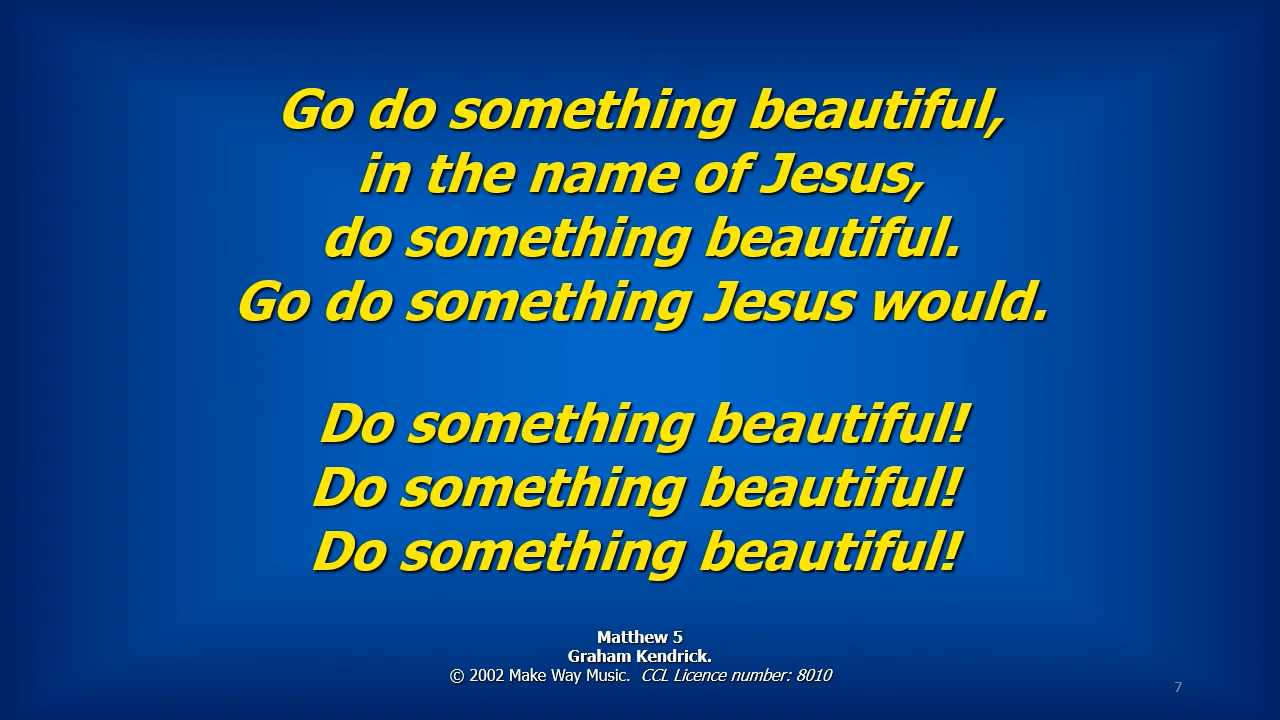 Go do something beautiful,
in the name of Jesus,
do something beautiful.
Go do something Jesus would.
Do something beautiful!
Do something beautiful!
Do something beautiful!
Matthew 5
Graham Kendrick.
© 2002 Make Way Music. CCL Licence number: 8010
7